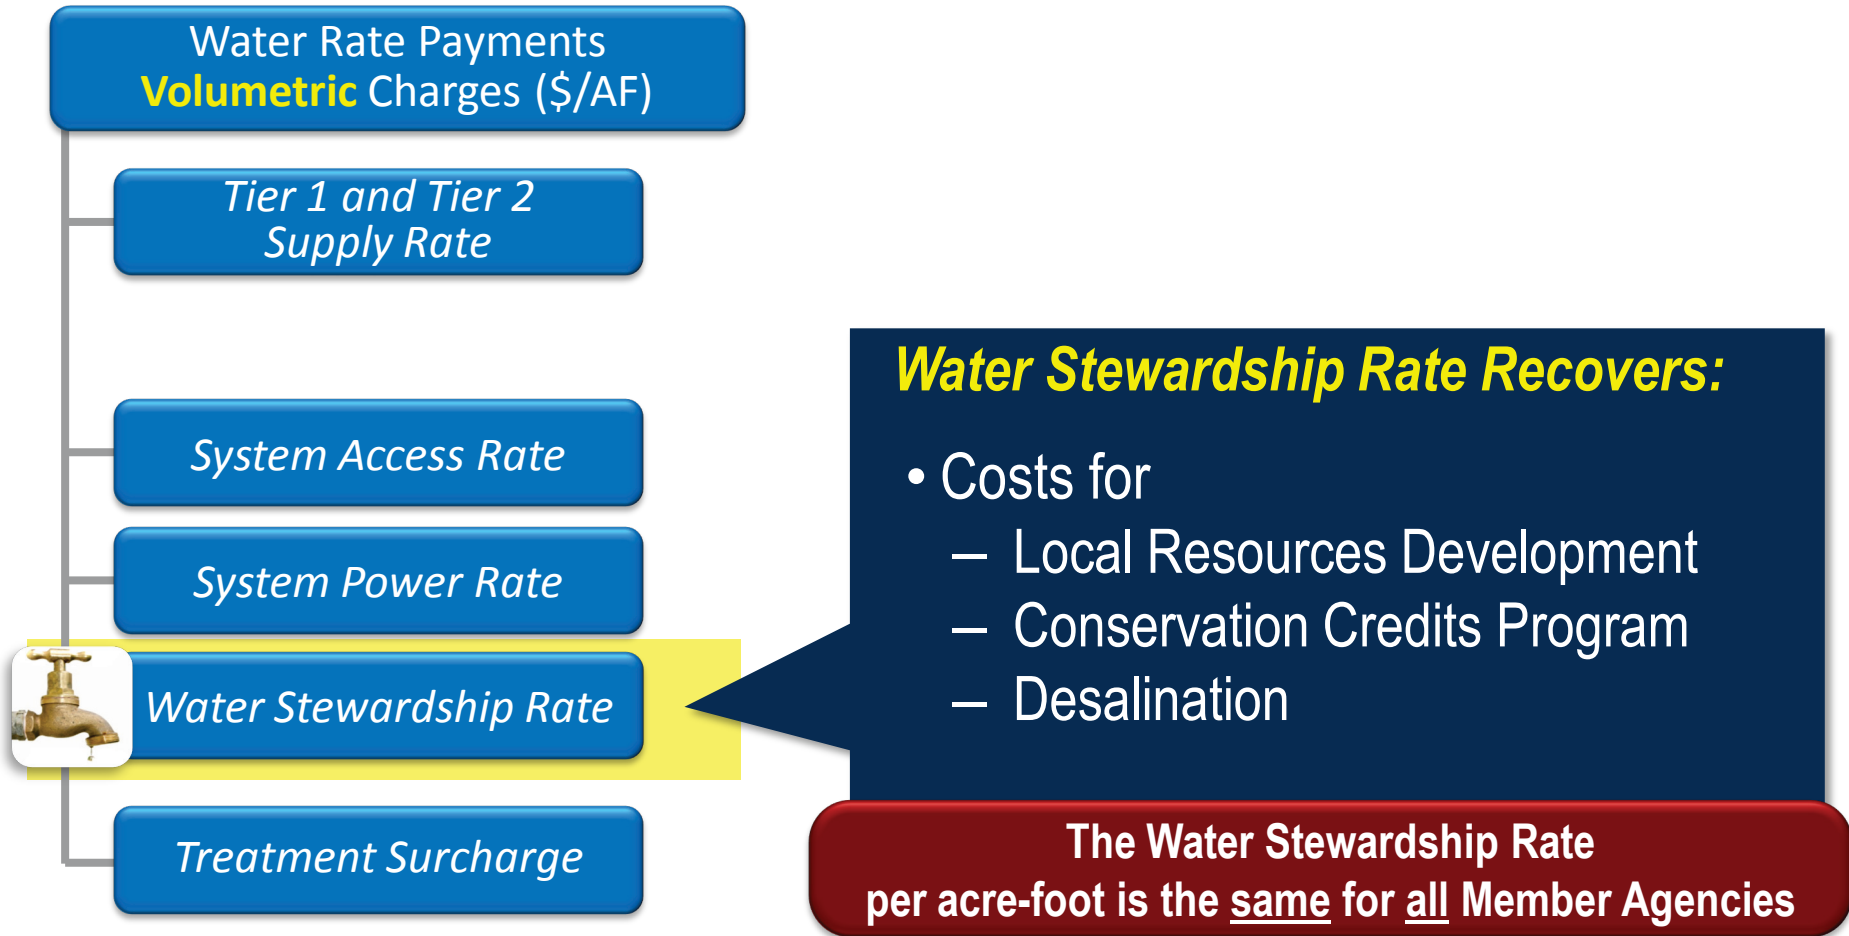 Water Rate Payments
Volumetric Charges ($/AF)
Tier 1 and Tier 2
Supply Rate
System Access Rate
System Power Rate
Water Stewardship Rate
Treatment Surcharge
Water Stewardship Rate Recovers:
• Costs for
– Local Resources Development
– Conservation Credits Program
– Desalination
The Water Stewardship Rate
per acre-foot is the same for all Member Agencies